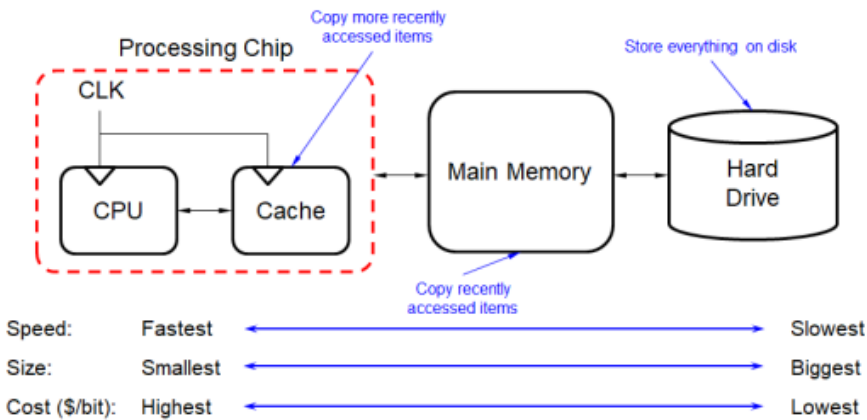 Copy more recently
accessed items
Processing Chip
Store everything on disk
CLK
CPU
Cache
Main Memory
Hard
Drive
Copy recently
accessed items
Speed: Fastest Slowest
Size: Smallest Biggest
Cost ($/bit): Highest Lowest